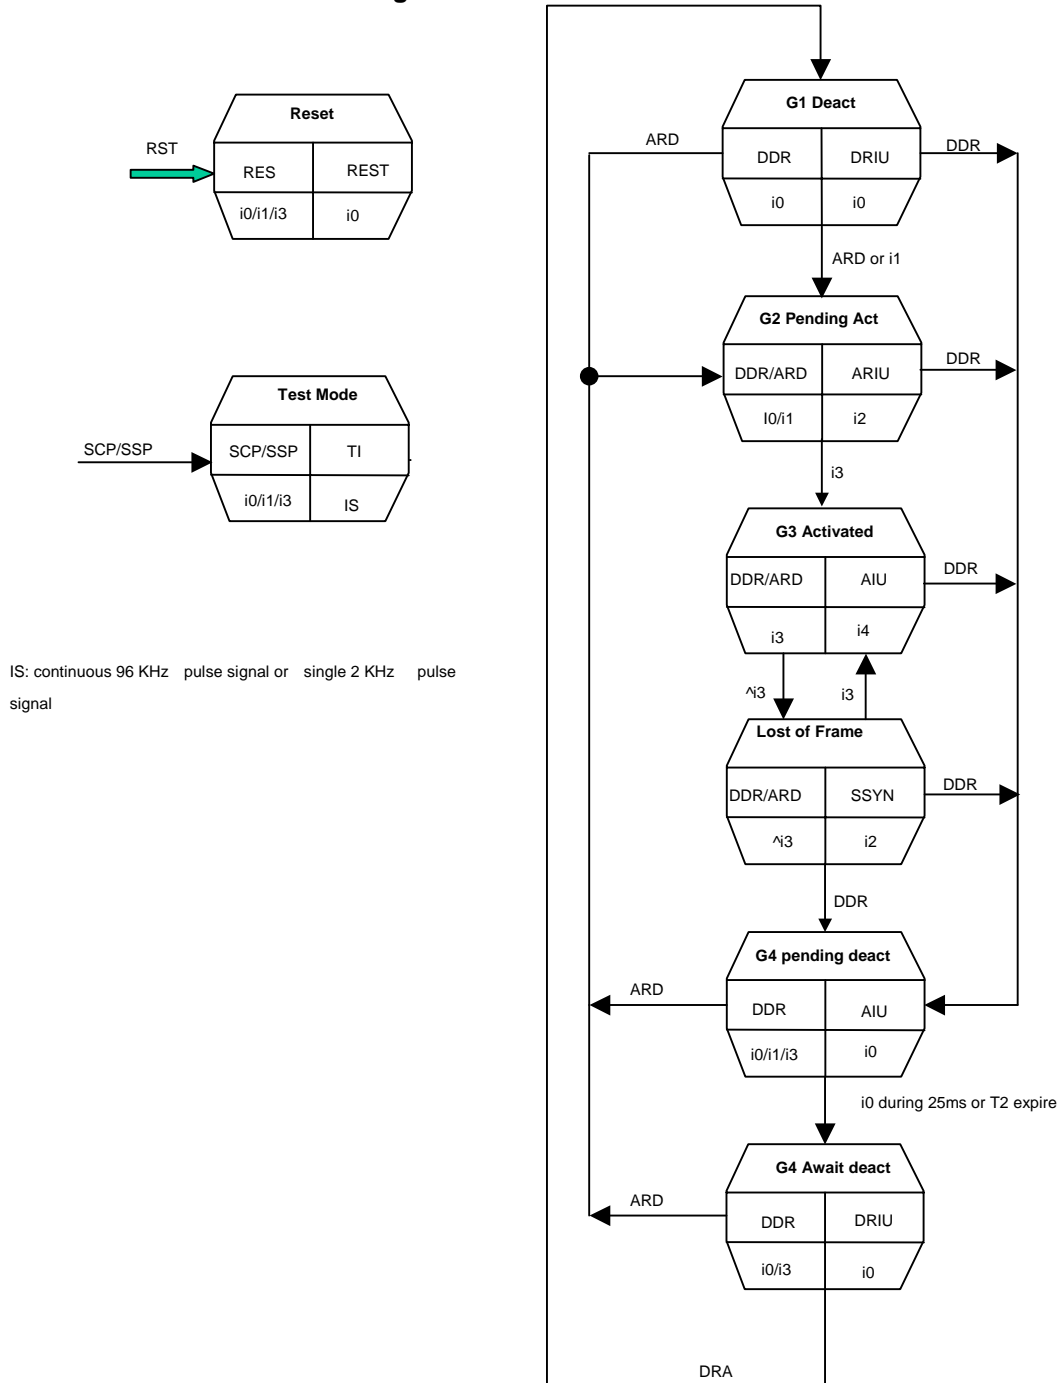 Reset
RST
RES REST
i0/i1/i3 i0
Test Mode
SCP/SSP
SCP/SSP TI
i0/i1/i3 IS
IS: continuous 96 KHz pulse signal or single 2 KHz pulse
signal
G1 Deact
ARD
DDR DRIU
DDR
i0 i0
ARD or i1
G2 Pending Act
DDR/ARD ARIU
DDR
I0/i1 i2
i3
G3 Activated
DDR/ARD AIU
DDR
i3 i4
^i3 i3
Lost of Frame
DDR/ARD SSYN
DDR
^i3 i2
DDR
G4 pending deact
ARD
DDR AIU
i0/i1/i3 i0
i0 during 25ms or T2 expire
G4 Await deact
ARD
DDR DRIU
i0/i3 i0
DRA